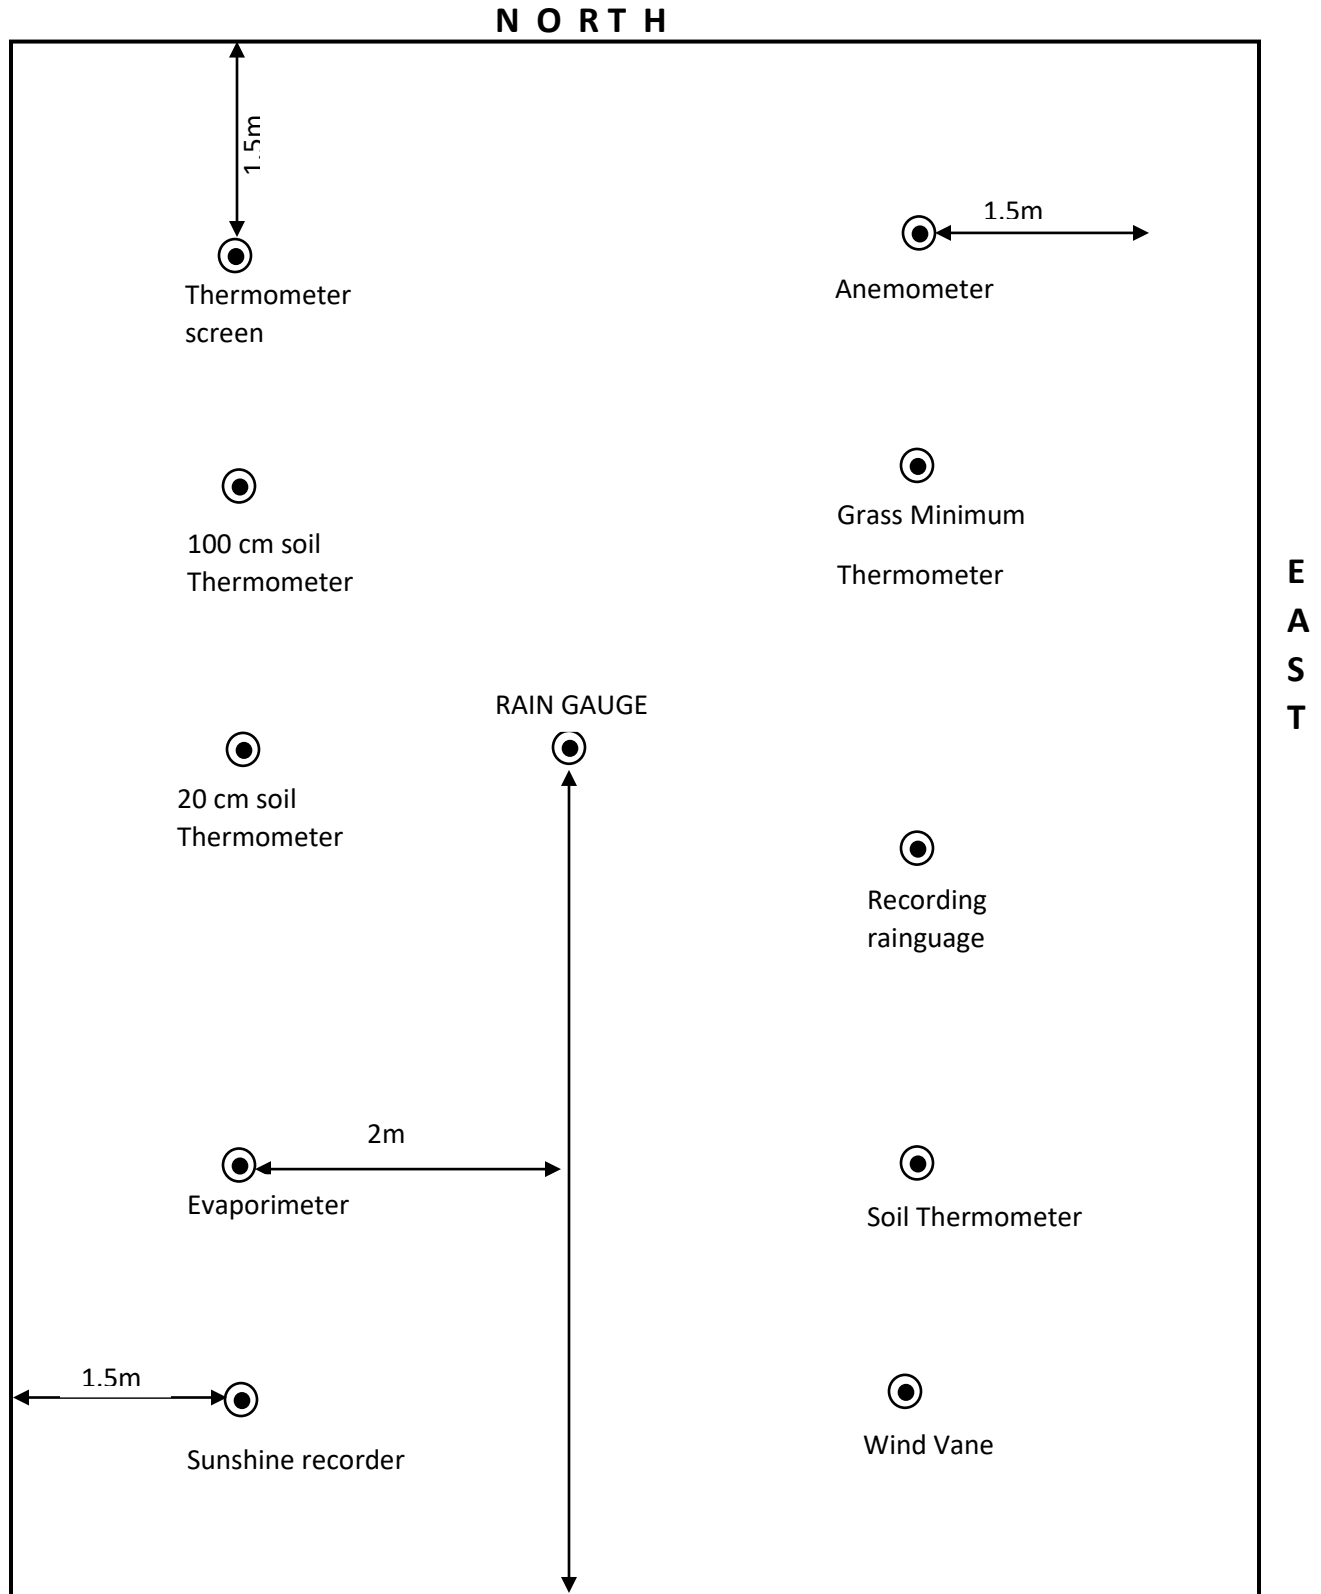 N O R T H
1.5m
1.5m
Thermometer
screen
Anemometer
100 cm soil
Thermometer
Grass Minimum
Thermometer
E
A
S
T
RAIN GAUGE
20 cm soil
Thermometer
Recording
rainguage
2m
Evaporimeter
Soil Thermometer
1.5m
Sunshine recorder
Wind Vane